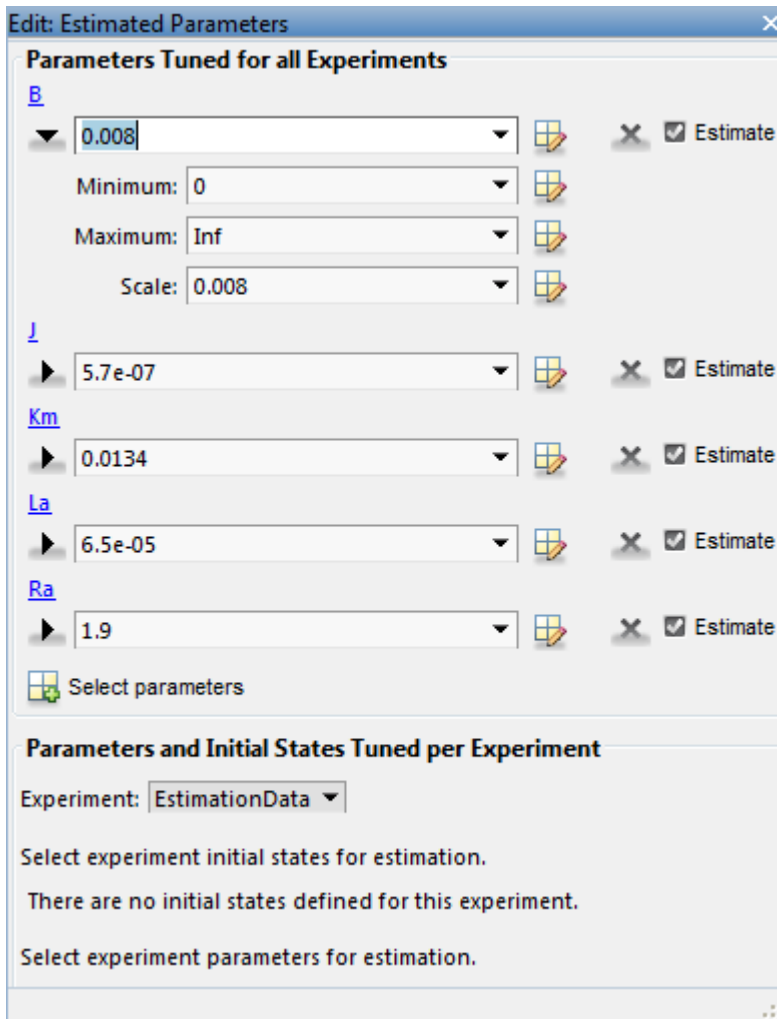 Edit: Estimated Parameters
Parameters Tuned for all Experiments
B
0.008 Estimate
Minimum: 0
Maximum: Inf
Scale: 0.008
J
5.7e-07 Estimate
Km
0.0134 Estimate
La
6.5e-05 Estimate
Ra
1.9 Estimate
Select parameters
Parameters and Initial States Tuned per Experiment
Experiment: EstimationData
Select experiment initial states for estimation.
There are no initial states defined for this experiment.
Select experiment parameters for estimation.